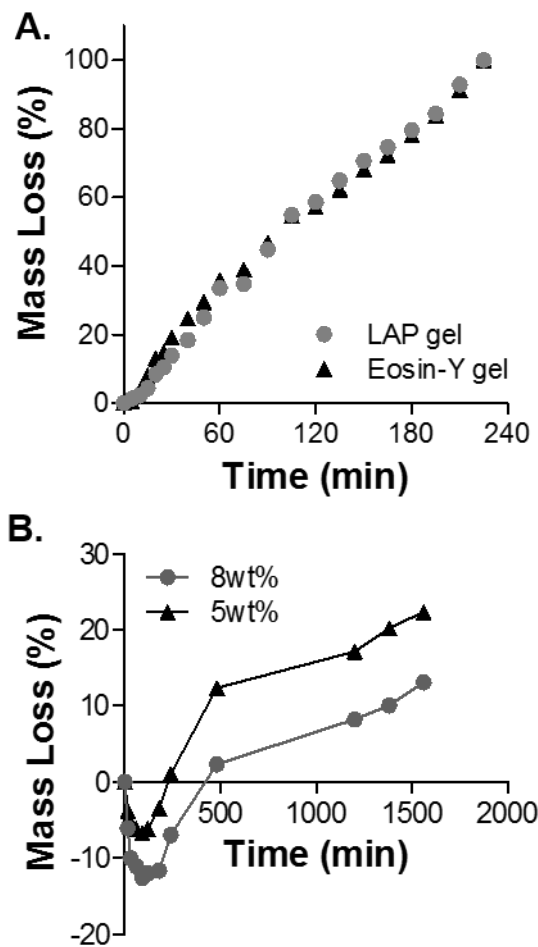 A.
Mass Loss (%)
100
80
60
40
20
0
LAP gel
Eosin-Y gel
0 60 120 180 240
Time (min)
B.
Mass Loss (%)
30
20
10
0
-10
-20
8wt%
5wt%
500 1000 1500 2000
Time (min)